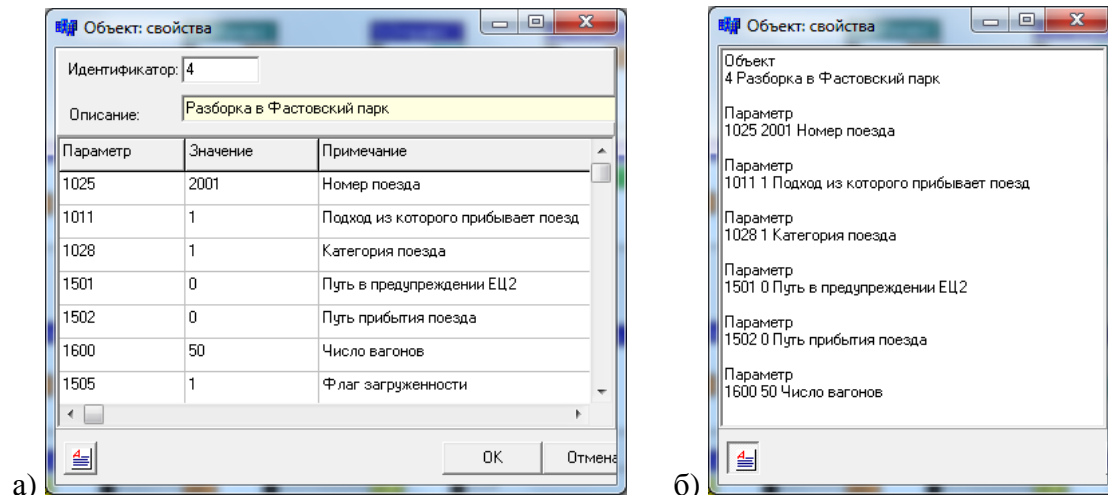 Объект: свойства
Идентификатор: 4
Описание: Разборка в Фастовский парк
Параметр Значение Примечание
1025 2001 Номер поезда
1011 1 Подход из которого прибывает поезд
1028 1 Категория поезда
1501 0 Путь в предупреждении ЕЦ2
1502 0 Путь прибытия поезда
1600 50 Число вагонов
1505 1 Флаг загруженности
OK Отмена
а)
Объект: свойства
Объект
4 Разборка в Фастовский парк
Параметр
1025 2001 Номер поезда
Параметр
1011 1 Подход из которого прибывает поезд
Параметр
1028 1 Категория поезда
Параметр
1501 0 Путь в предупреждении ЕЦ2
Параметр
1502 0 Путь прибытия поезда
Параметр
1600 50 Число вагонов
б)